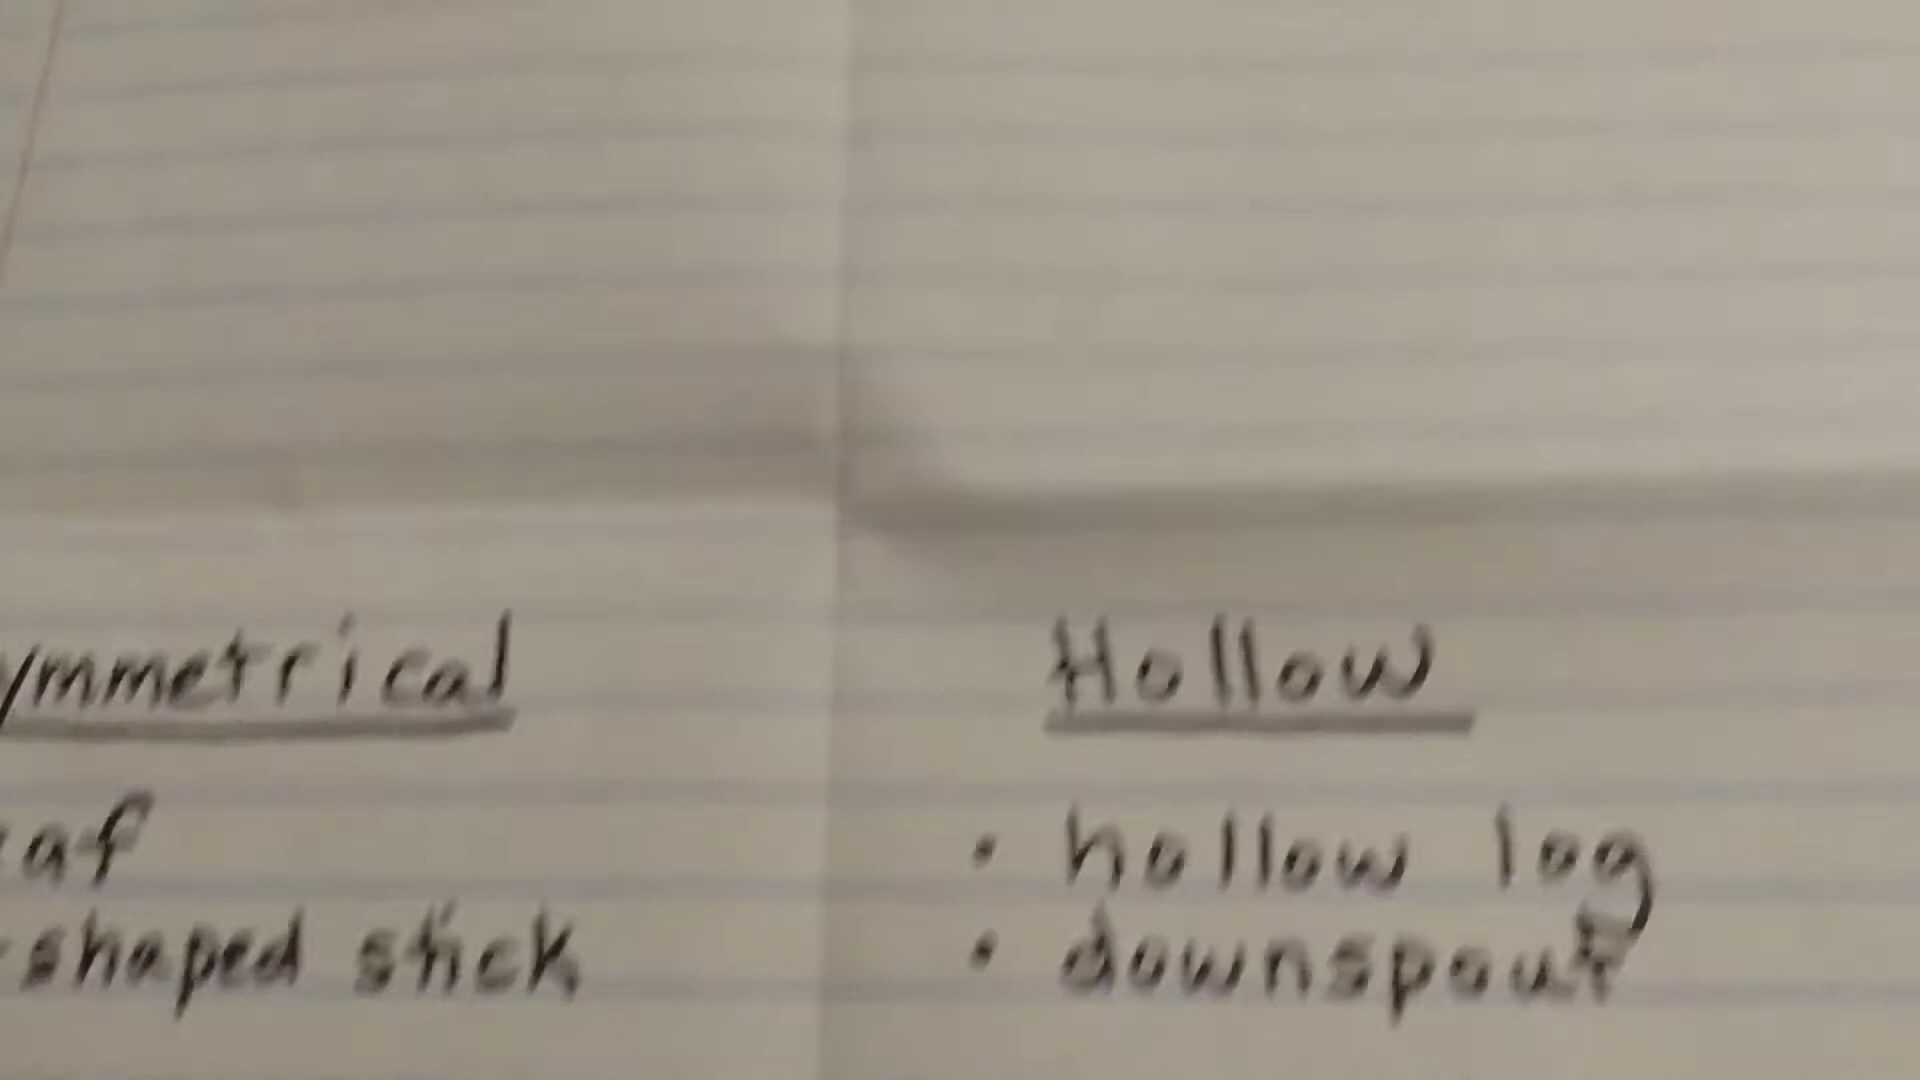 ymmetrical
af
-shaped stick
Hollow
• hollow log
• downspout